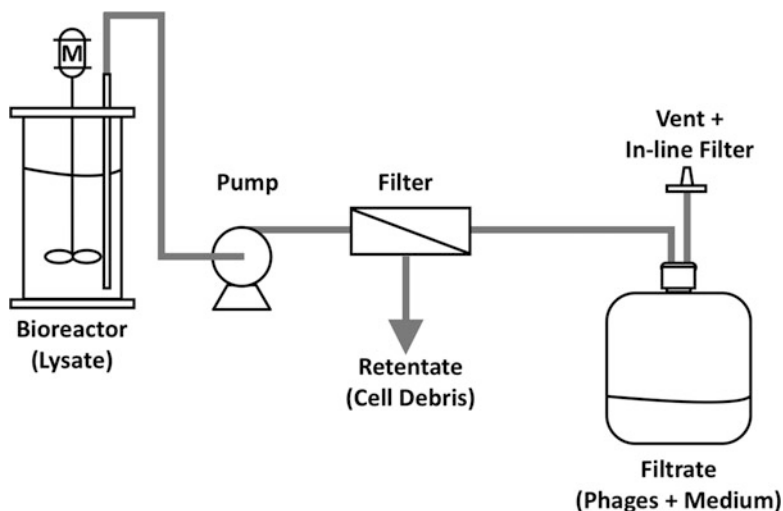 M
Vent +
In-line Filter
Pump
Filter
Bioreactor
(Lysate)
Retentate
(Cell Debris)
Filtrate
(Phages + Medium)